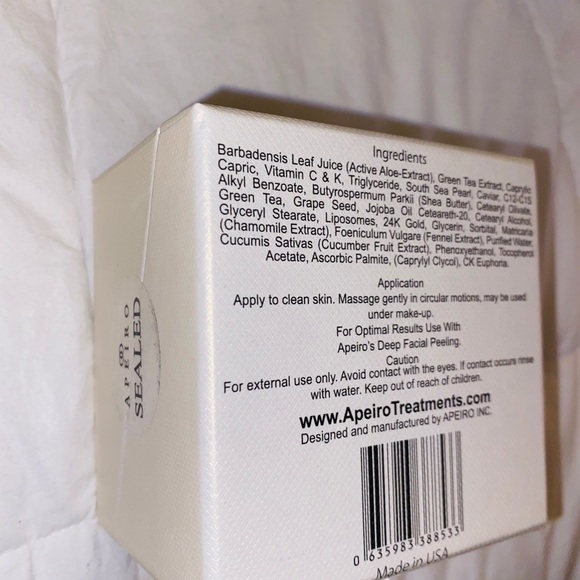 Ingredients
Barbadensis Leaf Juice (Active Aloe-Extract), Green Tea Extract, Caprylic
Capric, Vitamin C & K, Triglyceride, South Sea Pearl, Caviar, C12-C15
Alkyl Benzoate, Butyrospermum Parkii (Shea Butter), Cetearyl Olivate,
Green Tea, Grape Seed, Jojoba Oil Ceteareth-20, Cetearyl Alcohol,
Glyceryl Stearate, Liposomes, 24K Gold, Glycerin, Sorbital, Matricaria
(Chamomile Extract), Foeniculum Vulgare (Fennel Extract), Purified Water,
Cucumis Sativas (Cucumber Fruit Extract), Phenoxyethanol, Tocopherol
Acetate, Ascorbic Palmite, (Caprylyl Glycol), CK Euphoria.
Application
Apply to clean skin. Massage gently in circular motions, may be used
under make-up.
For Optimal Results Use With
Apeiro's Deep Facial Peeling.
Caution
For external use only. Avoid contact with the eyes. If contact occurs rinse
with water. Keep out of reach of children.
www.ApeiroTreatments.com
Designed and manufactured by APEIRO INC.
0 635983 388533
Made in USA
APEIRO
SEALED